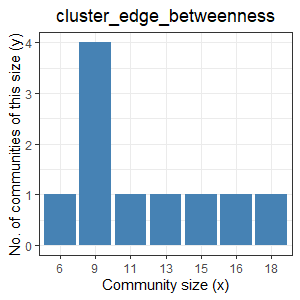 cluster_edge_betweenness
No. of communities of this size (y)
4
3
2
1
0
6 9 11 13 15 16 18
Community size (x)